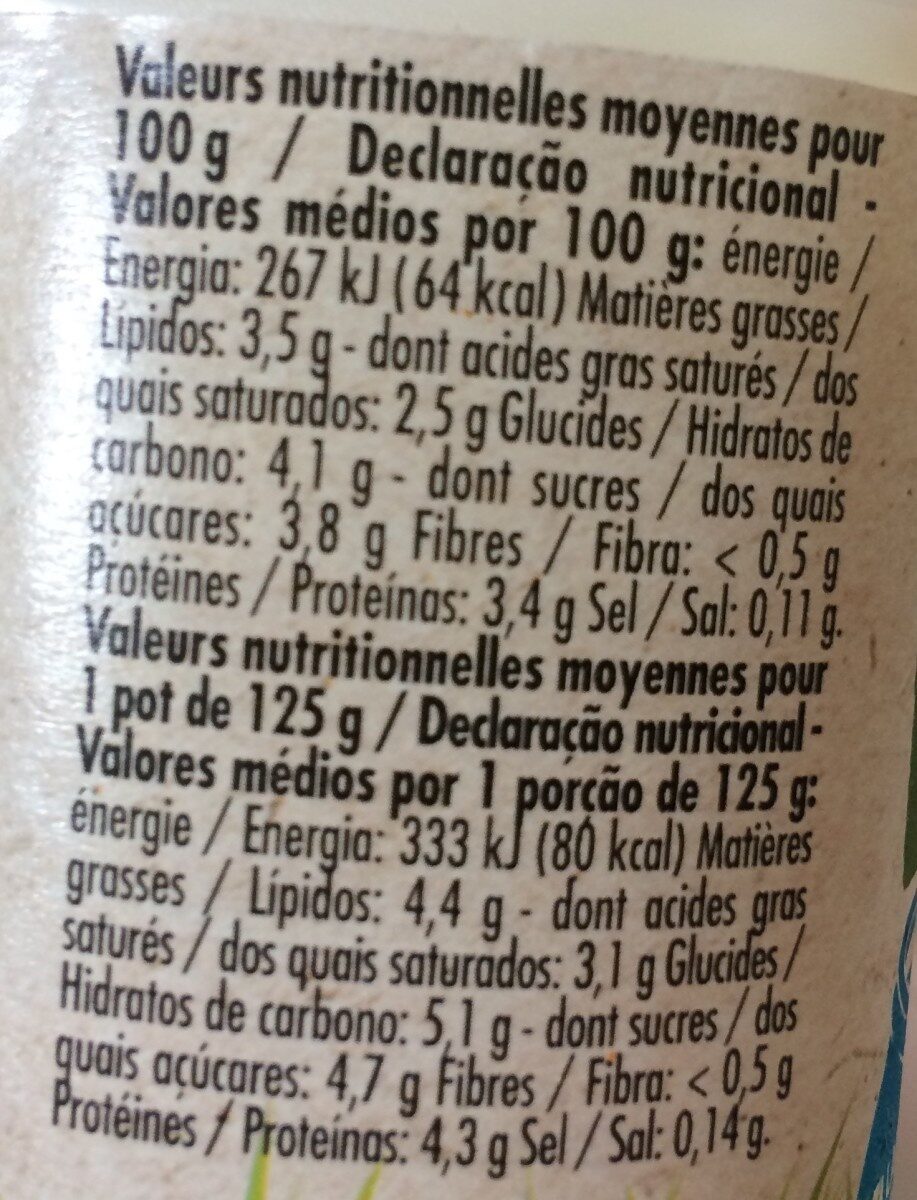 Valeurs nutritionnelles moyennes pour
100 g / Declaração nutricional -
Valores médios por 100 g: énergie /
Energia: 267 kJ (64 kcal) Matières grasses /
Lípidos: 3,5 g - dont acides gras saturés / dos
quais saturados: 2,5 g Glucides / Hidratos de
carbono: 4,1 g - dont sucres / dos quais
açúcares: 3,8 g Fibres / Fibra: < 0,5 g
Protéines / Proteínas: 3,4 g Sel / Sal: 0,11 g.
Valeurs nutritionnelles moyennes pour
1 pot de 125 g / Declaração nutricional -
Valores médios por 1 porção de 125 g:
énergie / Energia: 333 kJ (80 kcal) Matières
grasses / Lípidos: 4,4 g - dont acides gras
saturés / dos quais saturados: 3,1 g Glucides /
Hidratos de carbono: 5,1 g - dont sucres / dos
quais açúcares: 4,7 g Fibres / Fibra: < 0,5 g
Protéines / Proteínas: 4,3 g Sel / Sal: 0,14 g.